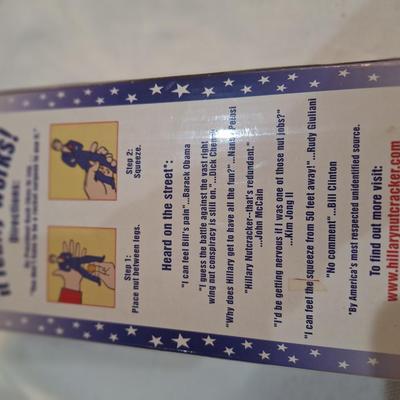 Directions:
Step 1:
Place nut between legs.
Step 2:
Squeeze.
Heard on the street*:
"I can feel Bill's pain"...Barack Obama
"I guess the battle against the vast right
wing nut conspiracy is still on."...Dick Cheney
"Why does Hillary get to have all the fun?"...Nancy Pelosi
"Hillary Nutcracker--that's redundant."
...John McCain
"I'd be getting nervous if I was one of those nut jobs?"
...Kim Jong Il
"I can feel the squeeze from 50 feet away! ...Rudy Giuliani
"No comment"...Bill Clinton
*By America's most respected unidentified source.
To find out more visit:
www.hillarynutcracker.com